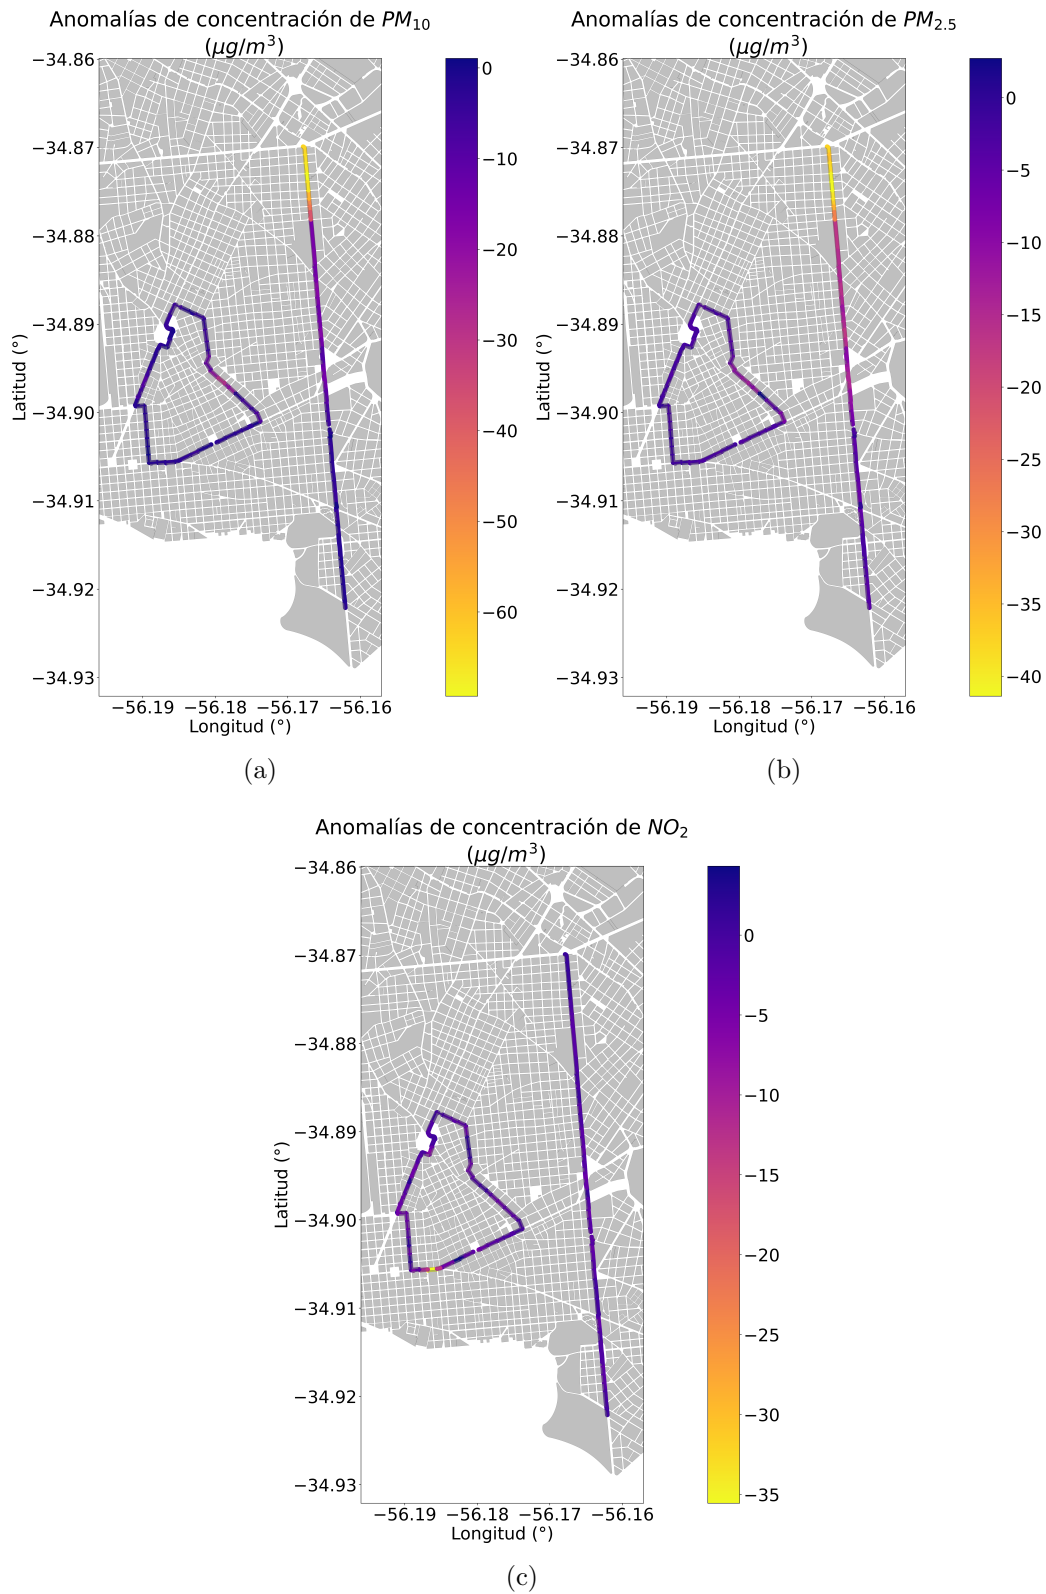 Anomalías de concentración de PM₁₀
(μg/m³)
−34.86
−34.87
−34.88
−34.89
−34.90
−34.91
−34.92
−34.93
Latitud (°)
−56.19 −56.18 −56.17 −56.16
Longitud (°)
0
−10
−20
−30
−40
−50
−60
(a)
Anomalías de concentración de PM₂.₅
(μg/m³)
−34.86
−34.87
−34.88
−34.89
−34.90
−34.91
−34.92
−34.93
Latitud (°)
−56.19 −56.18 −56.17 −56.16
Longitud (°)
0
−5
−10
−15
−20
−25
−30
−35
−40
(b)
Anomalías de concentración de NO₂
(μg/m³)
−34.86
−34.87
−34.88
−34.89
−34.90
−34.91
−34.92
−34.93
Latitud (°)
−56.19 −56.18 −56.17 −56.16
Longitud (°)
0
−5
−10
−15
−20
−25
−30
−35
(c)